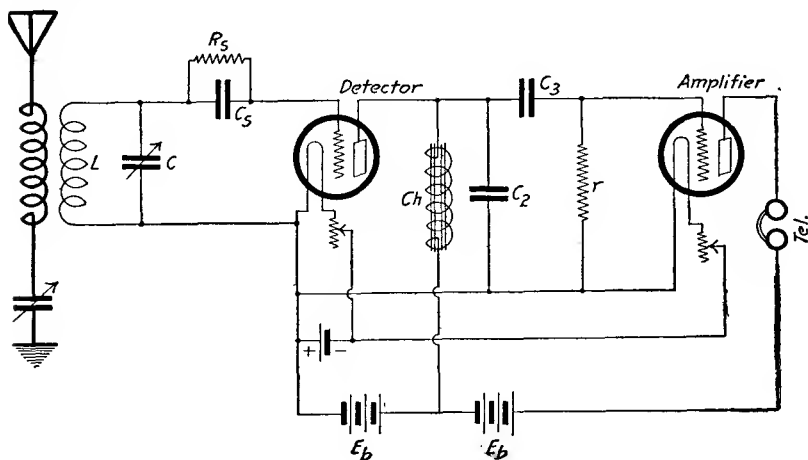 Rs
Detector
C3
Amplifier
Cs
L
C
Ch
C2
r
Tel.
+ -
Eb
Eb